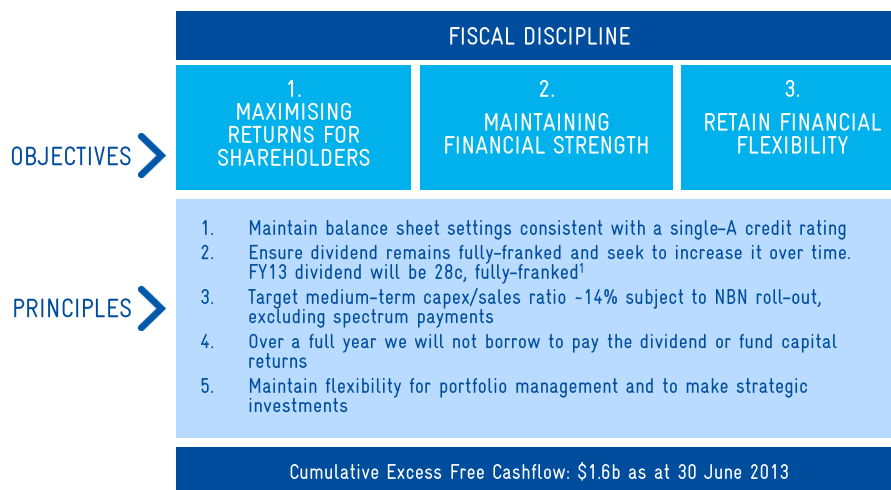 FISCAL DISCIPLINE
OBJECTIVES
1.
MAXIMISING
RETURNS FOR
SHAREHOLDERS
2.
MAINTAINING
FINANCIAL STRENGTH
3.
RETAIN FINANCIAL
FLEXIBILITY
PRINCIPLES
1. Maintain balance sheet settings consistent with a single-A credit rating
2. Ensure dividend remains fully-franked and seek to increase it over time.
FY13 dividend will be 28c, fully-franked¹
3. Target medium-term capex/sales ratio ~14% subject to NBN roll-out,
excluding spectrum payments
4. Over a full year we will not borrow to pay the dividend or fund capital
returns
5. Maintain flexibility for portfolio management and to make strategic
investments
Cumulative Excess Free Cashflow: $1.6b as at 30 June 2013